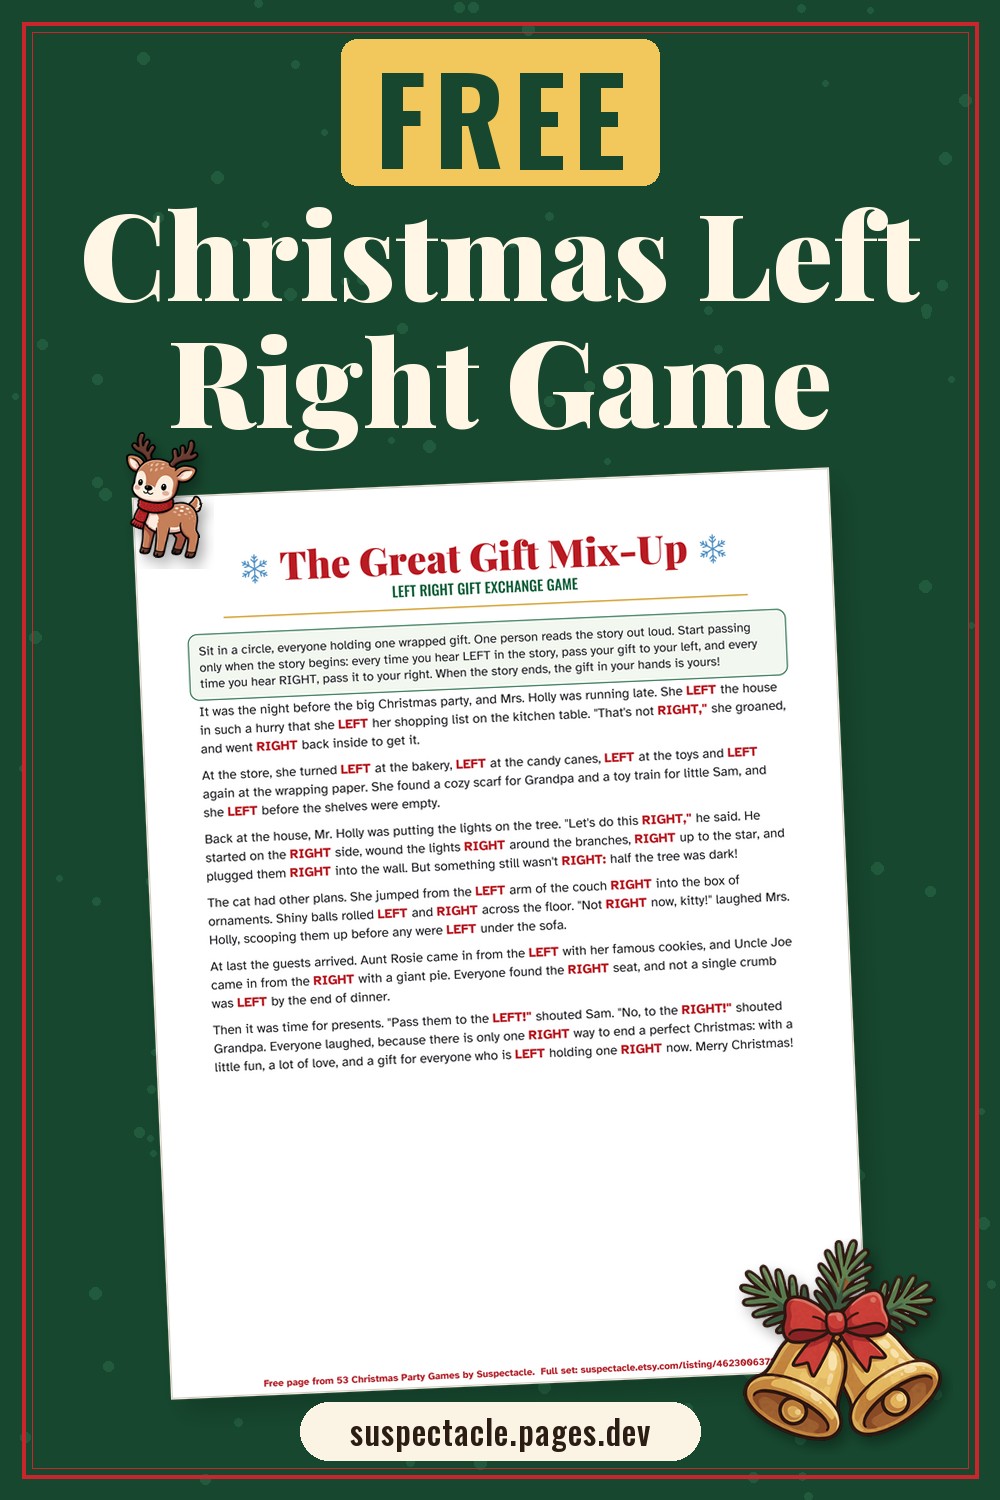 FREE
Christmas Left
Right Game
The Great Gift Mix-Up
LEFT RIGHT GIFT EXCHANGE GAME
Sit in a circle, everyone holding one wrapped gift. One person reads the story out loud. Start passing
only when the story begins: every time you hear LEFT in the story, pass your gift to your left, and every
time you hear RIGHT, pass it to your right. When the story ends, the gift in your hands is yours!
It was the night before the big Christmas party, and Mrs. Holly was running late. She LEFT the house
in such a hurry that she LEFT her shopping list on the kitchen table. "That's not RIGHT," she groaned,
and went RIGHT back inside to get it.
At the store, she turned LEFT at the bakery, LEFT at the candy canes, LEFT at the toys and LEFT
again at the wrapping paper. She found a cozy scarf for Grandpa and a toy train for little Sam, and
she LEFT before the shelves were empty.
Back at the house, Mr. Holly was putting the lights on the tree. "Let's do this RIGHT," he said. He
started on the RIGHT side, wound the lights RIGHT around the branches, RIGHT up to the star, and
plugged them RIGHT into the wall. But something still wasn't RIGHT: half the tree was dark!
The cat had other plans. She jumped from the LEFT arm of the couch RIGHT into the box of
ornaments. Shiny balls rolled LEFT and RIGHT across the floor. "Not RIGHT now, kitty!" laughed Mrs.
Holly, scooping them up before any were LEFT under the sofa.
At last the guests arrived. Aunt Rosie came in from the LEFT with her famous cookies, and Uncle Joe
came in from the RIGHT with a giant pie. Everyone found the RIGHT seat, and not a single crumb
was LEFT by the end of dinner.
Then it was time for presents. "Pass them to the LEFT!" shouted Sam. "No, to the RIGHT!" shouted
Grandpa. Everyone laughed, because there is only one RIGHT way to end a perfect Christmas: with a
little fun, a lot of love, and a gift for everyone who is LEFT holding one RIGHT now. Merry Christmas!
Free page from 53 Christmas Party Games by Suspectacle. Full set: suspectacle.etsy.com/listing/462300637
suspectacle.pages.dev